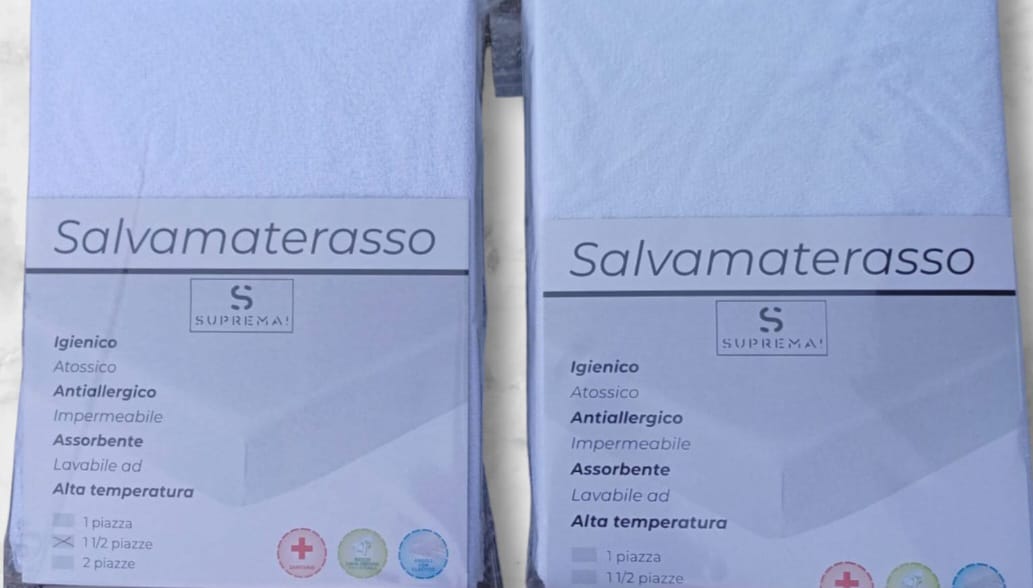 Salvamaterasso
S
SUPREMA!
Igienico
Atossico
Antiallergico
Impermeabile
Assorbente
Lavabile ad
Alta temperatura
1 piazza
1 1/2 piazze
2 piazze
Salvamaterasso
S
SUPREMA!
Igienico
Atossico
Antiallergico
Impermeabile
Assorbente
Lavabile ad
Alta temperatura
1 piazza
1 1/2 piazze